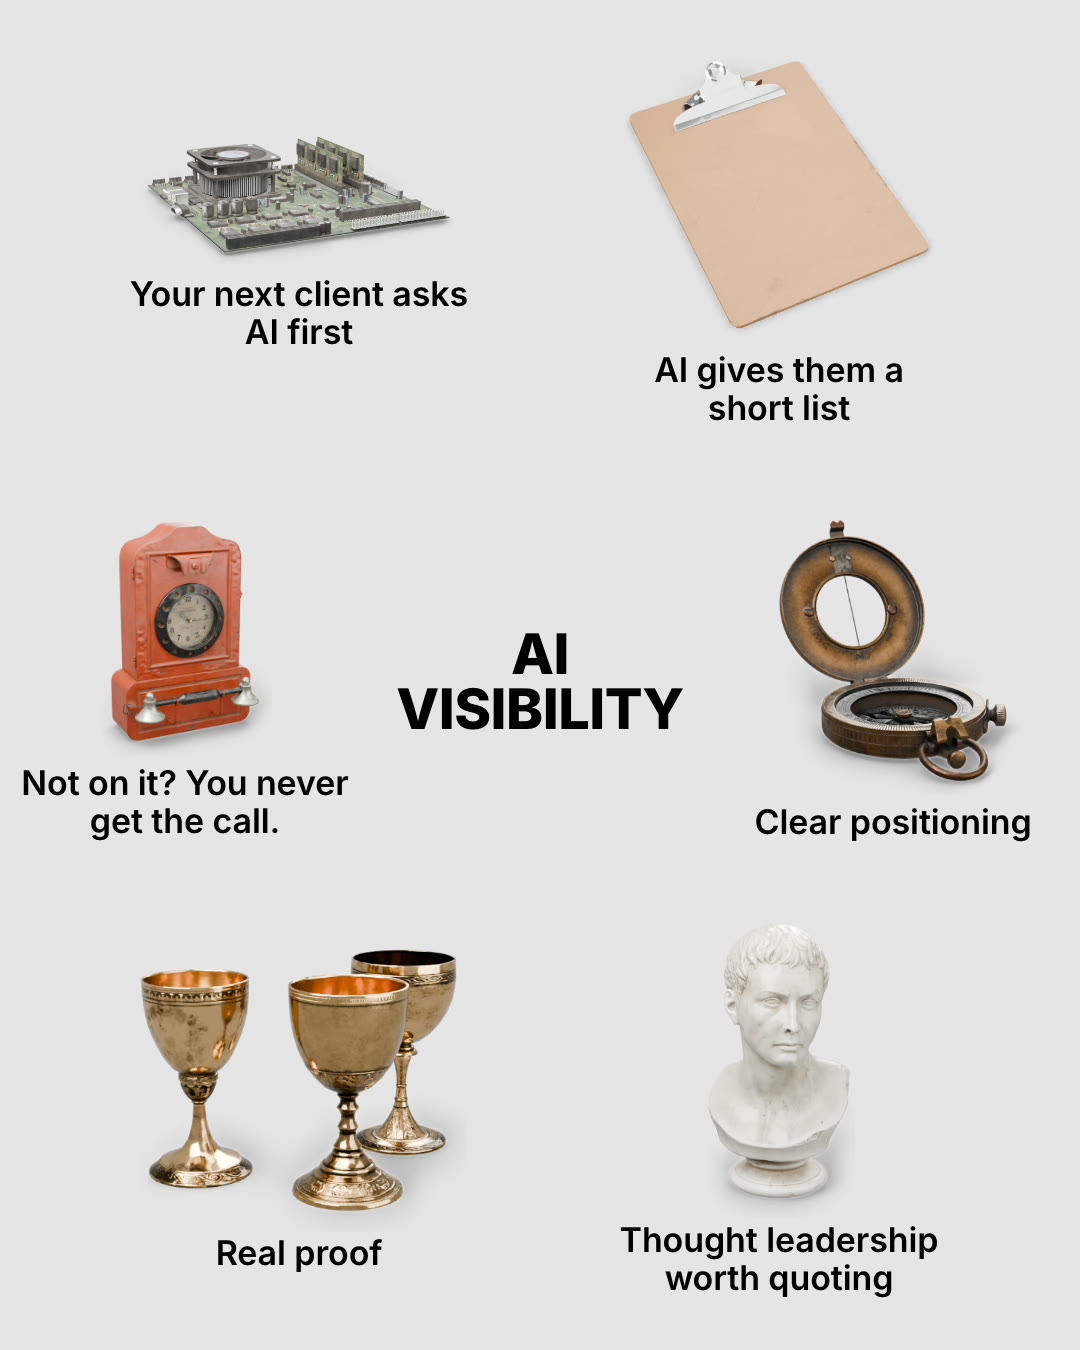 Your next client asks
AI first
AI gives them a
short list
Not on it? You never
get the call.
AI
VISIBILITY
Clear positioning
Real proof
Thought leadership
worth quoting